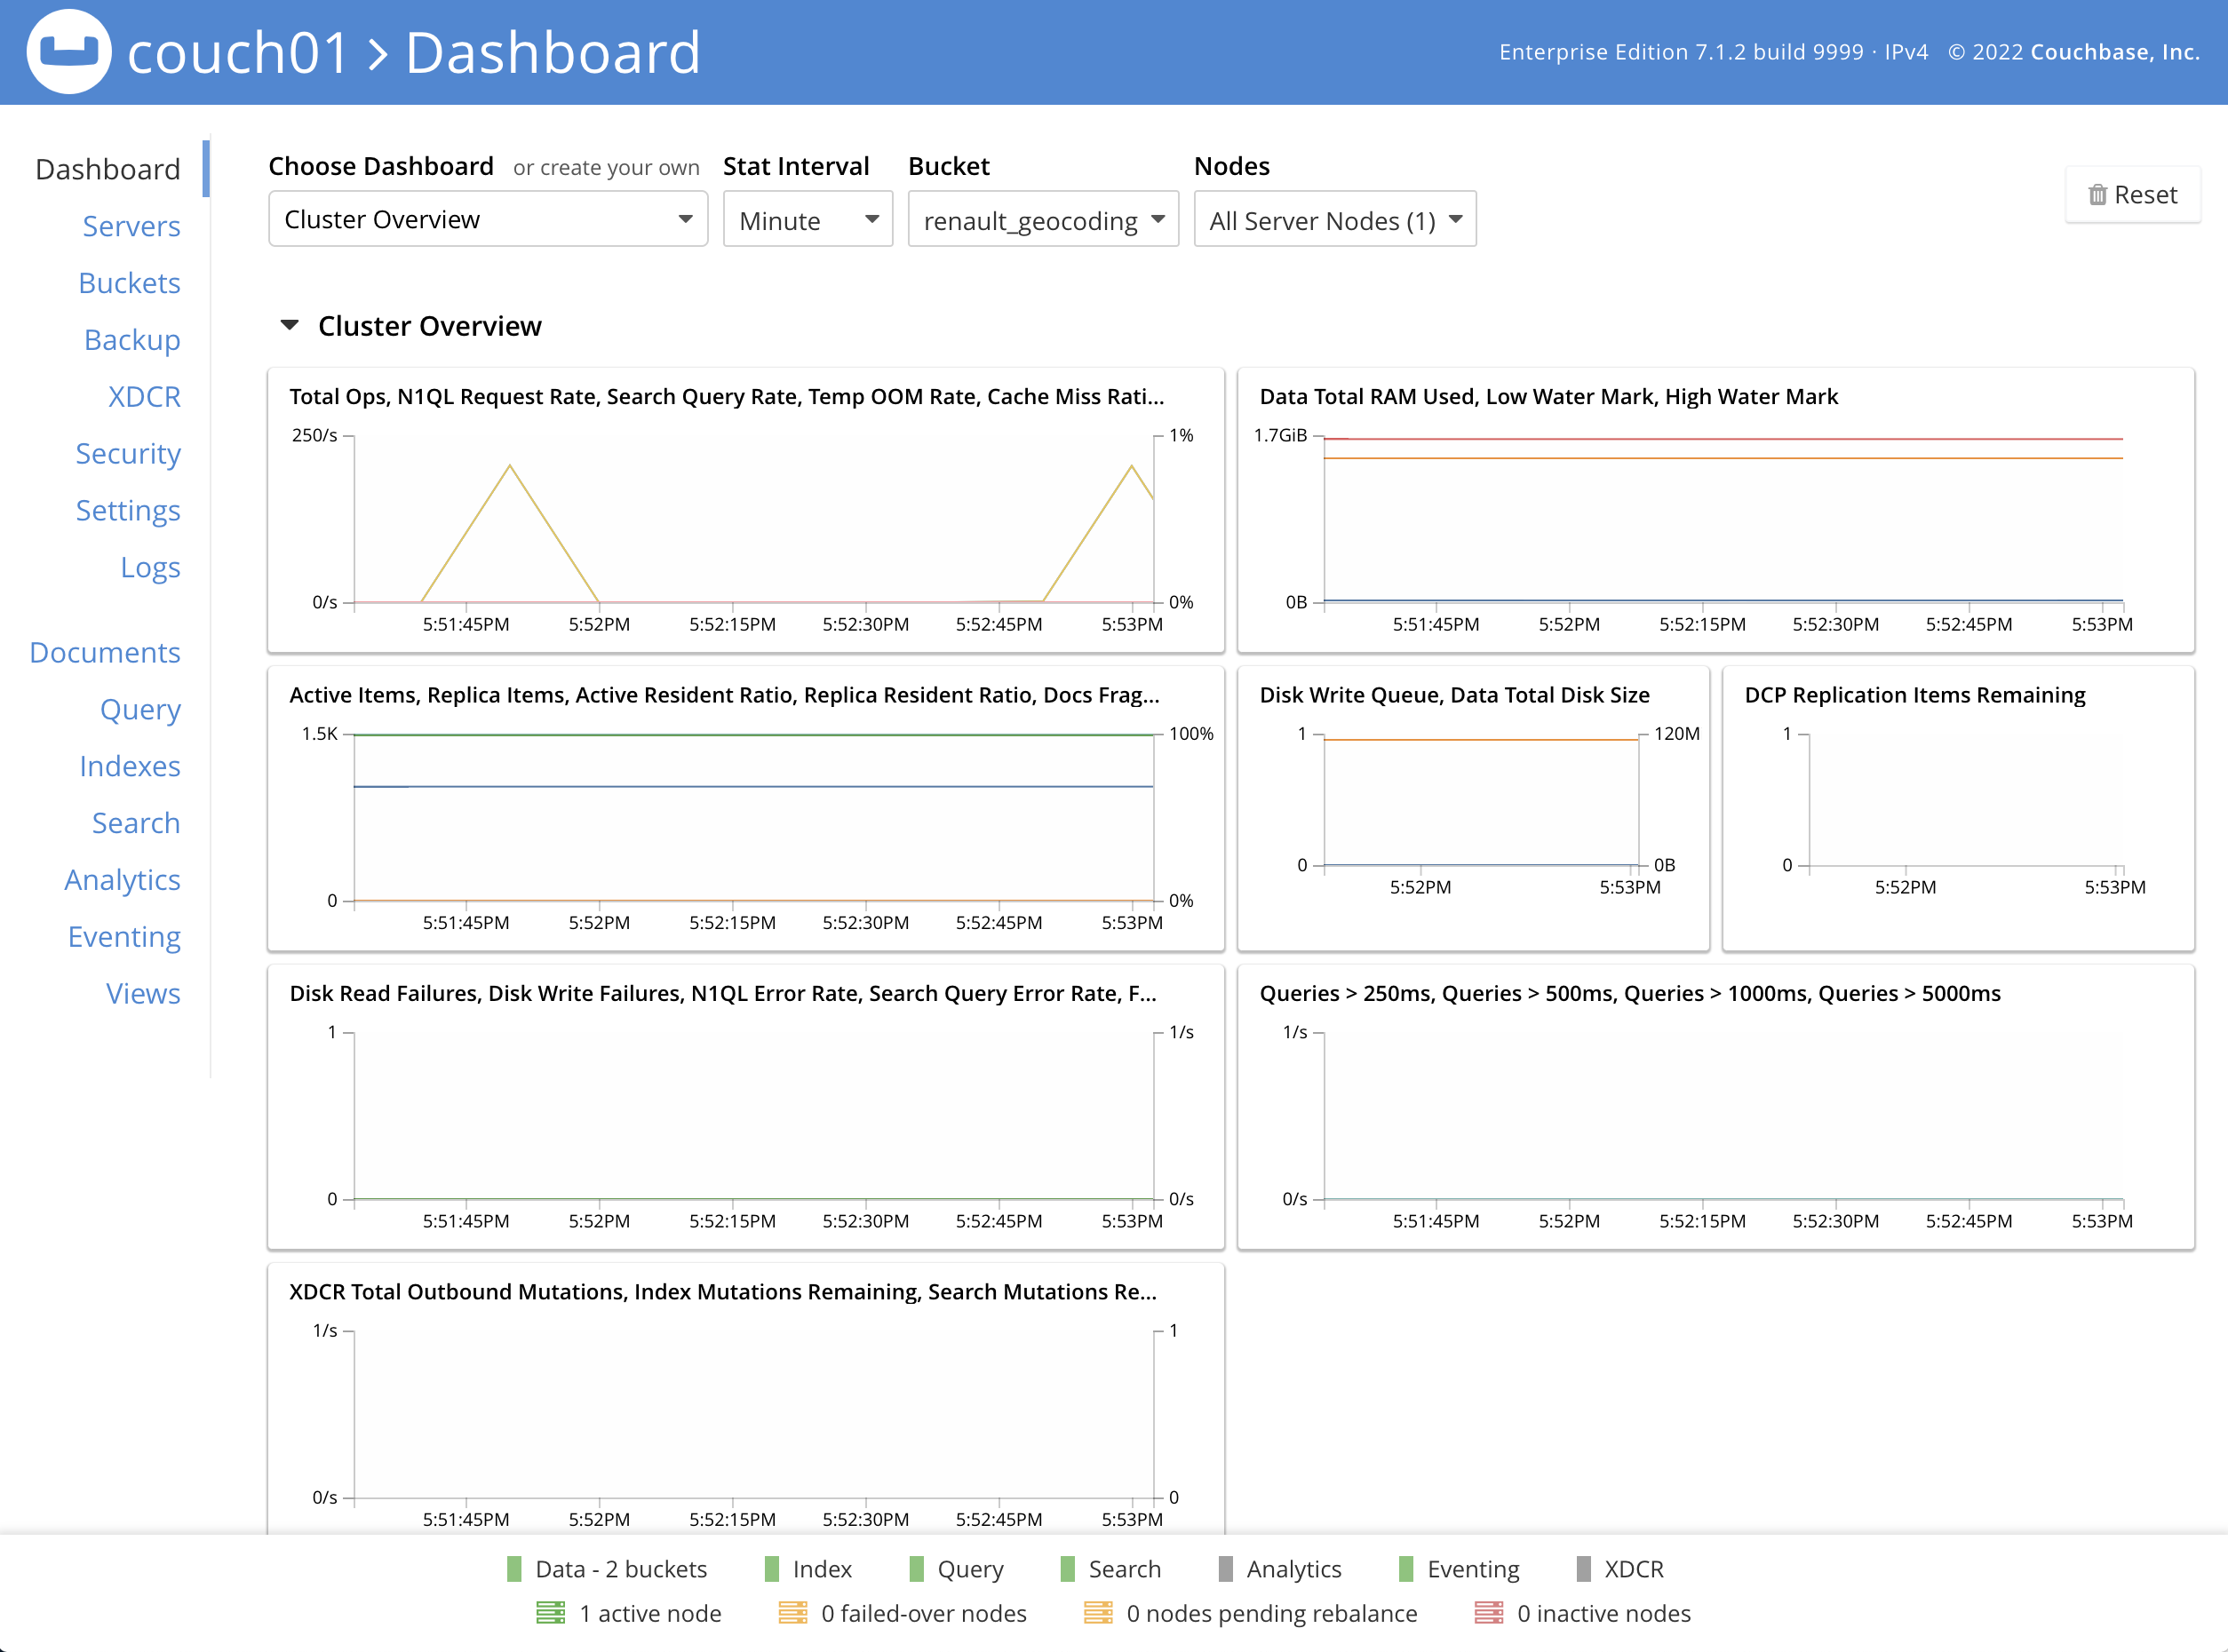 couch01 > Dashboard
Enterprise Edition 7.1.2 build 9999 · IPv4 © 2022 Couchbase, Inc.
Dashboard
Servers
Buckets
Backup
XDCR
Security
Settings
Logs
Documents
Query
Indexes
Search
Analytics
Eventing
Views
Choose Dashboard or create your own
Stat Interval
Bucket
Nodes
Cluster Overview
Minute
renault_geocoding
All Server Nodes (1)
Reset
Cluster Overview
Total Ops, N1QL Request Rate, Search Query Rate, Temp OOM Rate, Cache Miss Rati...
250/s
1%
0/s
0%
5:51:45PM 5:52PM 5:52:15PM 5:52:30PM 5:52:45PM 5:53PM
Data Total RAM Used, Low Water Mark, High Water Mark
1.7GiB
0B
5:51:45PM 5:52PM 5:52:15PM 5:52:30PM 5:52:45PM 5:53PM
Active Items, Replica Items, Active Resident Ratio, Replica Resident Ratio, Docs Frag...
1.5K
100%
0
0%
5:51:45PM 5:52PM 5:52:15PM 5:52:30PM 5:52:45PM 5:53PM
Disk Write Queue, Data Total Disk Size
1
120M
0
0B
5:52PM 5:53PM
DCP Replication Items Remaining
1
0
5:52PM 5:53PM
Disk Read Failures, Disk Write Failures, N1QL Error Rate, Search Query Error Rate, F...
1
1/s
0
0/s
5:51:45PM 5:52PM 5:52:15PM 5:52:30PM 5:52:45PM 5:53PM
Queries > 250ms, Queries > 500ms, Queries > 1000ms, Queries > 5000ms
1/s
0/s
5:51:45PM 5:52PM 5:52:15PM 5:52:30PM 5:52:45PM 5:53PM
XDCR Total Outbound Mutations, Index Mutations Remaining, Search Mutations Re...
1/s
1
0/s
0
5:51:45PM 5:52PM 5:52:15PM 5:52:30PM 5:52:45PM 5:53PM
Data - 2 buckets Index Query Search Analytics Eventing XDCR
1 active node 0 failed-over nodes 0 nodes pending rebalance 0 inactive nodes